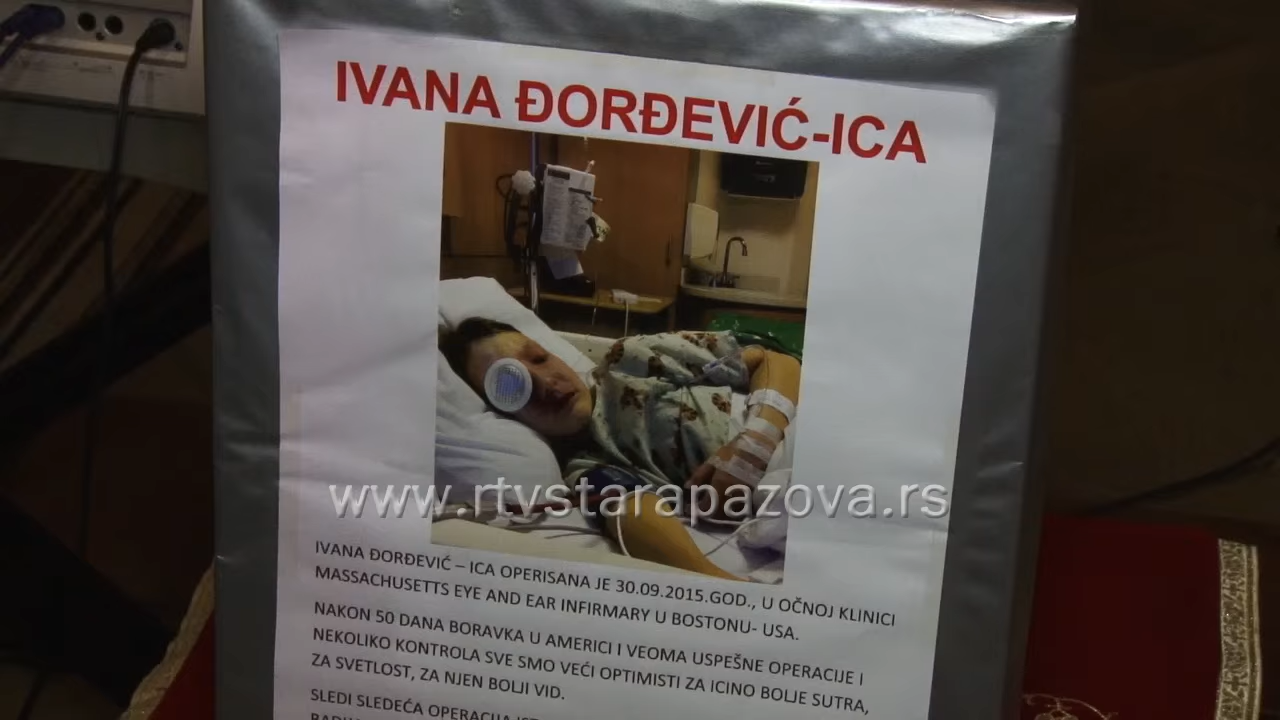 IVANA ĐORĐEVIĆ-ICA
www.rtvstarapazova.rs
IVANA ĐORĐEVIĆ – ICA OPERISANA JE 30.09.2015.GOD., U OČNOJ KLINICI
MASSACHUSETTS EYE AND EAR INFIRMARY U BOSTONU- USA.
NAKON 50 DANA BORAVKA U AMERICI I VEOMA USPEŠNE OPERACIJE I
NEKOLIKO KONTROLA SVE SMO VEĆI OPTIMISTI ZA ICINO BOLJE SUTRA,
ZA SVETLOST, ZA NJEN BOLJI VID.
SLEDI SLEDEĆA OPERACIJA